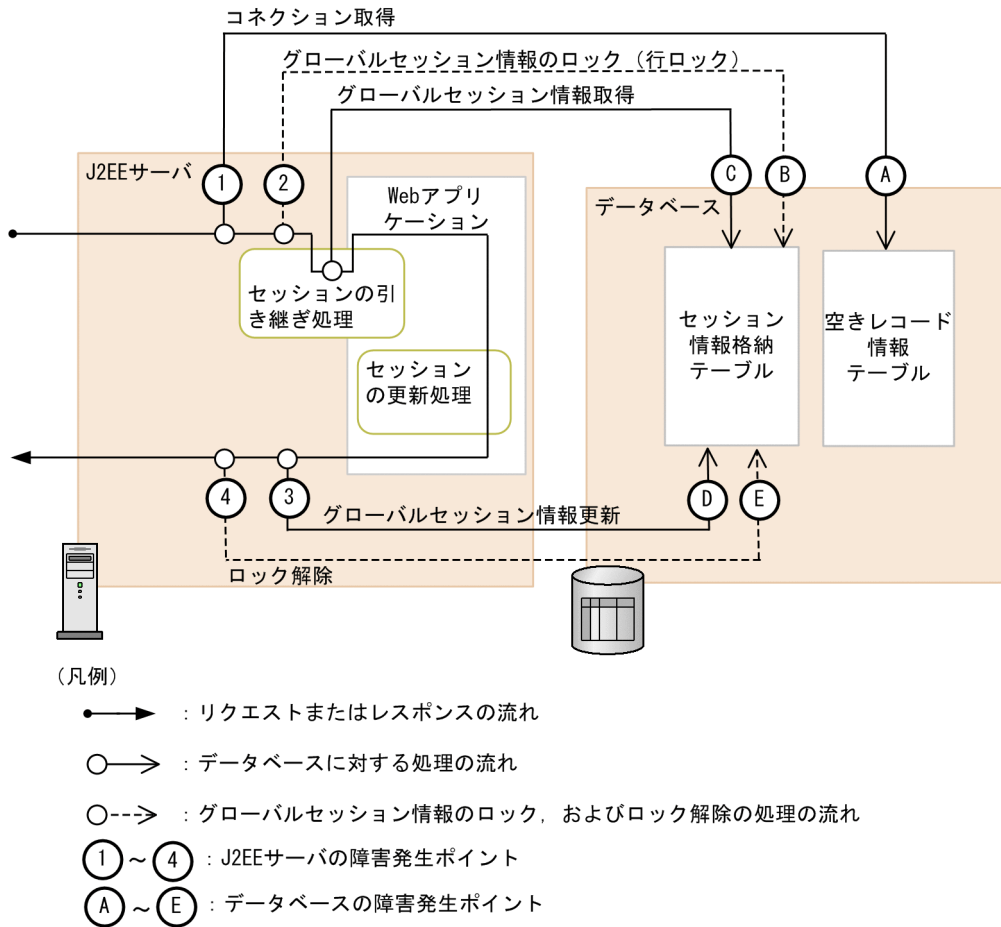 コネクション取得
グローバルセッション情報のロック（行ロック）
グローバルセッション情報取得
J2EEサーバ
1
2
Webアプリ
ケーション
C
B
A
データベース
セッションの引
き継ぎ処理
セッション
の更新処理
セッション
情報格納
テーブル
空きレコード
情報
テーブル
4
3
D
E
グローバルセッション情報更新
ロック解除
（凡例）
：リクエストまたはレスポンスの流れ
：データベースに対する処理の流れ
：グローバルセッション情報のロック，およびロック解除の処理の流れ
1～4：J2EEサーバの障害発生ポイント
A～E：データベースの障害発生ポイント